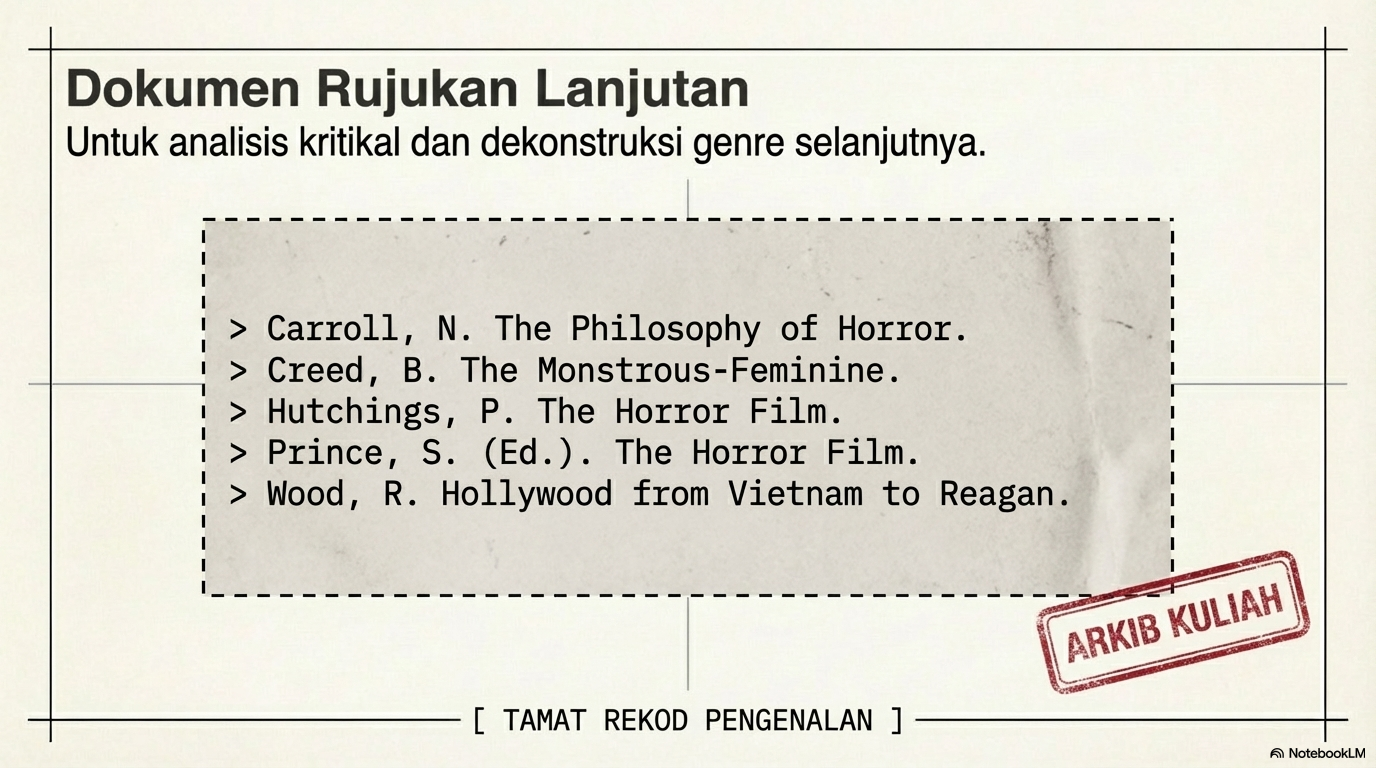 Dokumen Rujukan Lanjutan
Untuk analisis kritikal dan dekonstruksi genre selanjutnya.
> Carroll, N. The Philosophy of Horror.
> Creed, B. The Monstrous-Feminine.
> Hutchings, P. The Horror Film.
> Prince, S. (Ed.). The Horror Film.
> Wood, R. Hollywood from Vietnam to Reagan.
ARKIB KULIAH
[ TAMAT REKOD PENGENALAN ]
NotebookLM